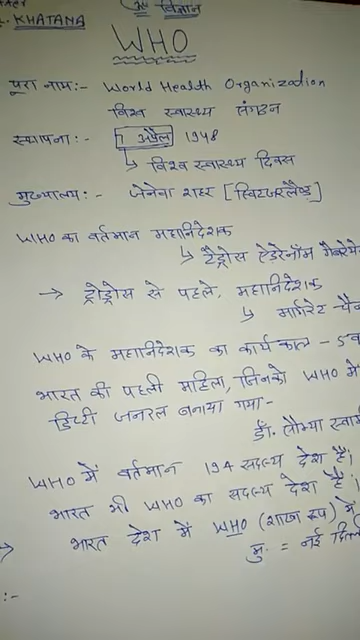 KHATANA
विज्ञान
WHO
पूरा नाम:- World Health Organization
विश्व स्वास्थ्य संगठन
स्थापना:- 7 अप्रैल 1948
↳ विश्व स्वास्थ्य दिवस
मुख्यालय:- जेनेवा शहर [स्विटजरलैण्ड]
WHO का वर्तमान महानिदेशक
↳ टैड्रोस ऐडेरेनॉम
→ ट्रोड्रोस से पहले, महानिदेशक
↳ मार्गरेट
WHO के महानिदेशक का कार्यकाल - 5
भारत की पहली महिला, जिनको WHO में
डिप्टी जनरल बनाया गया-
डॉ. सौम्या
WHO में वर्तमान 194 सदस्य देश हैं।
भारत भी WHO का सदस्य देश है।
→ भारत देश में WHO (शाखा रूप) में
मु. = नई
:-